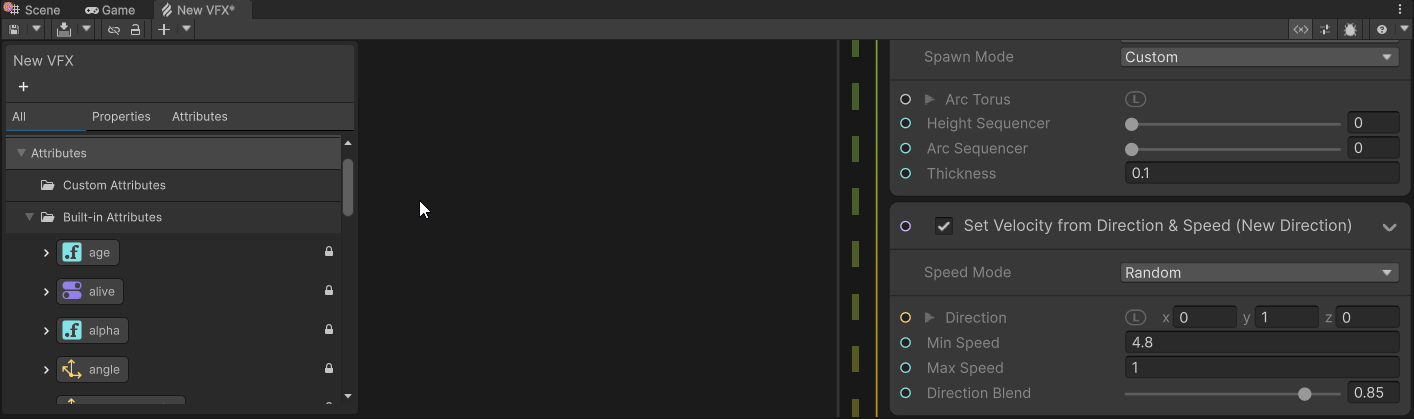 Scene Game New VFX*
New VFX
+
All Properties Attributes
Attributes
Custom Attributes
Built-in Attributes
age
alive
alpha
angle
Spawn Mode Custom
Arc Torus L
Height Sequencer 0
Arc Sequencer 0
Thickness 0.1
Set Velocity from Direction & Speed (New Direction)
Speed Mode Random
Direction L x 0 y 1 z 0
Min Speed 4.8
Max Speed 1
Direction Blend 0.85